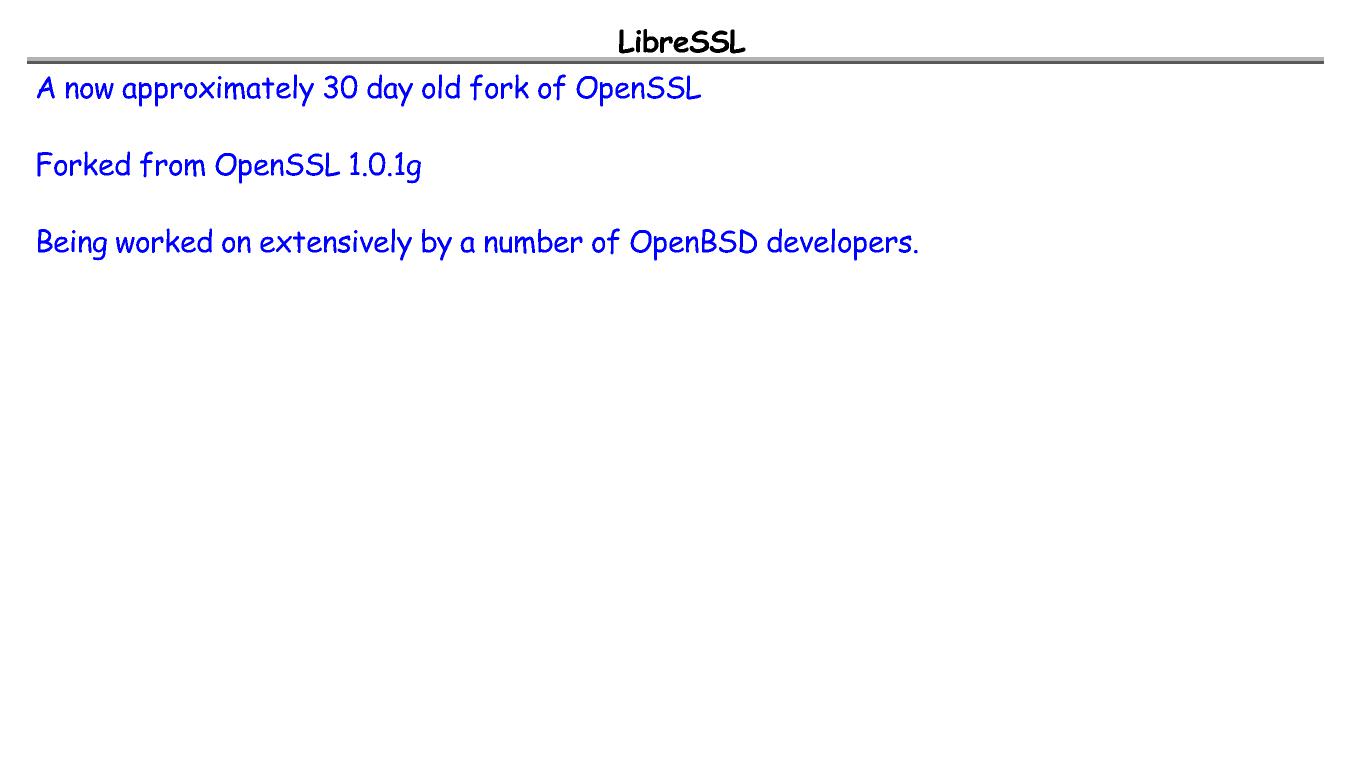 LibreSSL
A now approximately 30 day old fork of OpenSSL
Forked from OpenSSL 1.0.1g
Being worked on extensively by a number of OpenBSD developers.